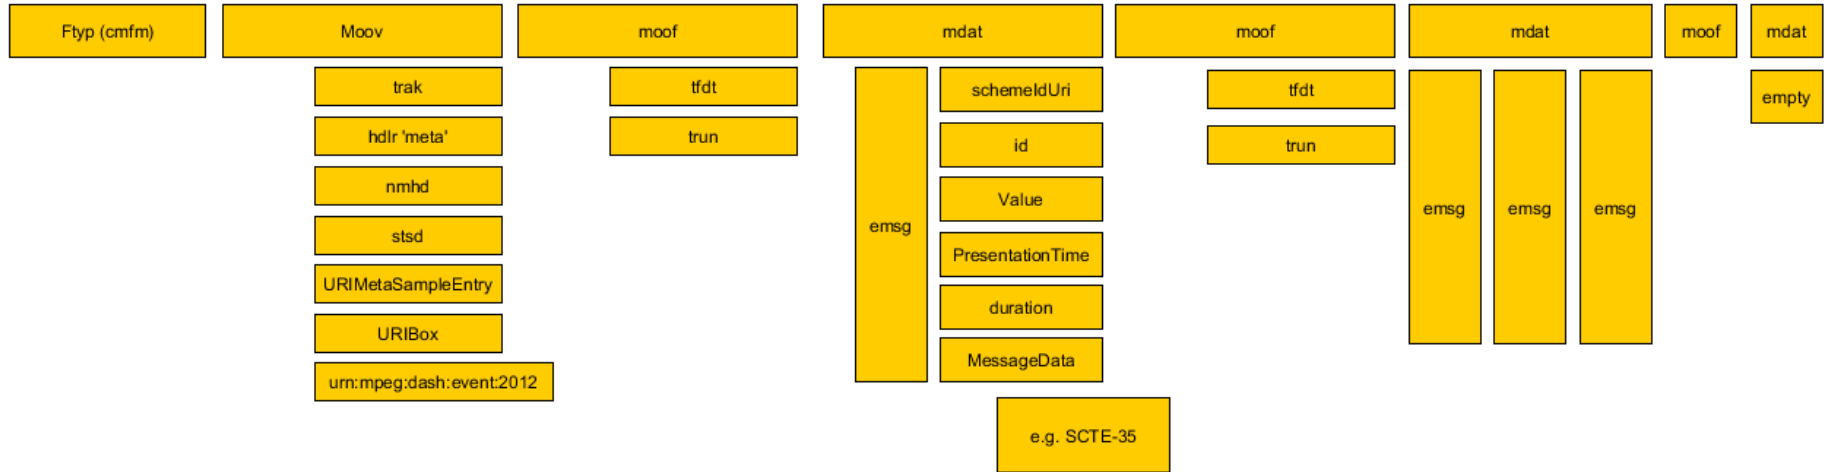 Ftyp (cmfm)
Moov
moof
mdat
moof
mdat
moof
mdat
trak
hdlr 'meta'
nmhd
stsd
URIMetaSampleEntry
URIBox
urn:mpeg:dash:event:2012
tfdt
trun
emsg
schemeIdUri
id
Value
PresentationTime
duration
MessageData
e.g. SCTE-35
tfdt
trun
emsg
emsg
emsg
empty